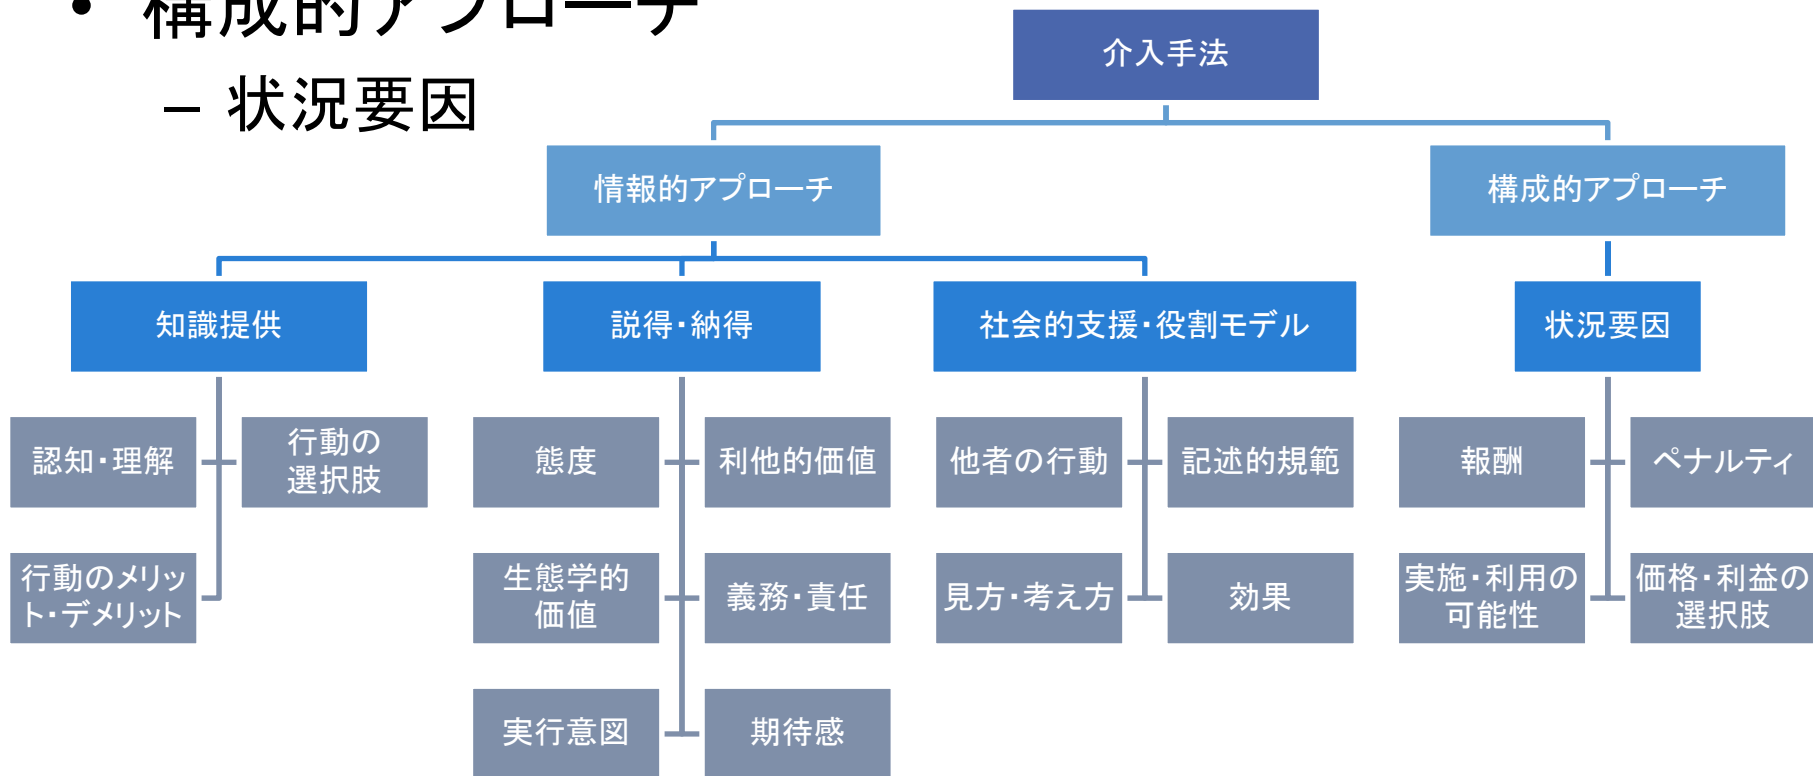 • 構成的アプローチ
– 状況要因
介入手法
情報的アプローチ
構成的アプローチ
知識提供
説得・納得
社会的支援・役割モデル
状況要因
認知・理解
行動の
選択肢
行動のメリッ
ト・デメリット
態度
利他的価値
生態学的
価値
義務・責任
実行意図
期待感
他者の行動
記述的規範
見方・考え方
効果
報酬
ペナルティ
実施・利用の
可能性
価格・利益の
選択肢